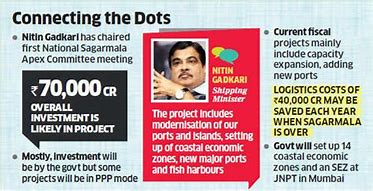 Connecting the Dots
• Nitin Gadkari has chaired
first National Sagarmala
Apex Committee meeting
₹70,000 CR
OVERALL
INVESTMENT IS
LIKELY IN PROJECT
• Mostly, investment will
be by the govt but some
projects will be in PPP mode
NITIN
GADKARI
Shipping
Minister
The project includes
modernisation of our
ports and islands, setting
up of coastal economic
zones, new major ports
and fish harbours
• Current fiscal
projects mainly
include capacity
expansion, adding
new ports
LOGISTICS COSTS OF
₹40,000 CR MAY BE
SAVED EACH YEAR
WHEN SAGARMALA
IS OVER
• Govt will set up 14
coastal economic
zones and an SEZ at
JNPT in Mumbai